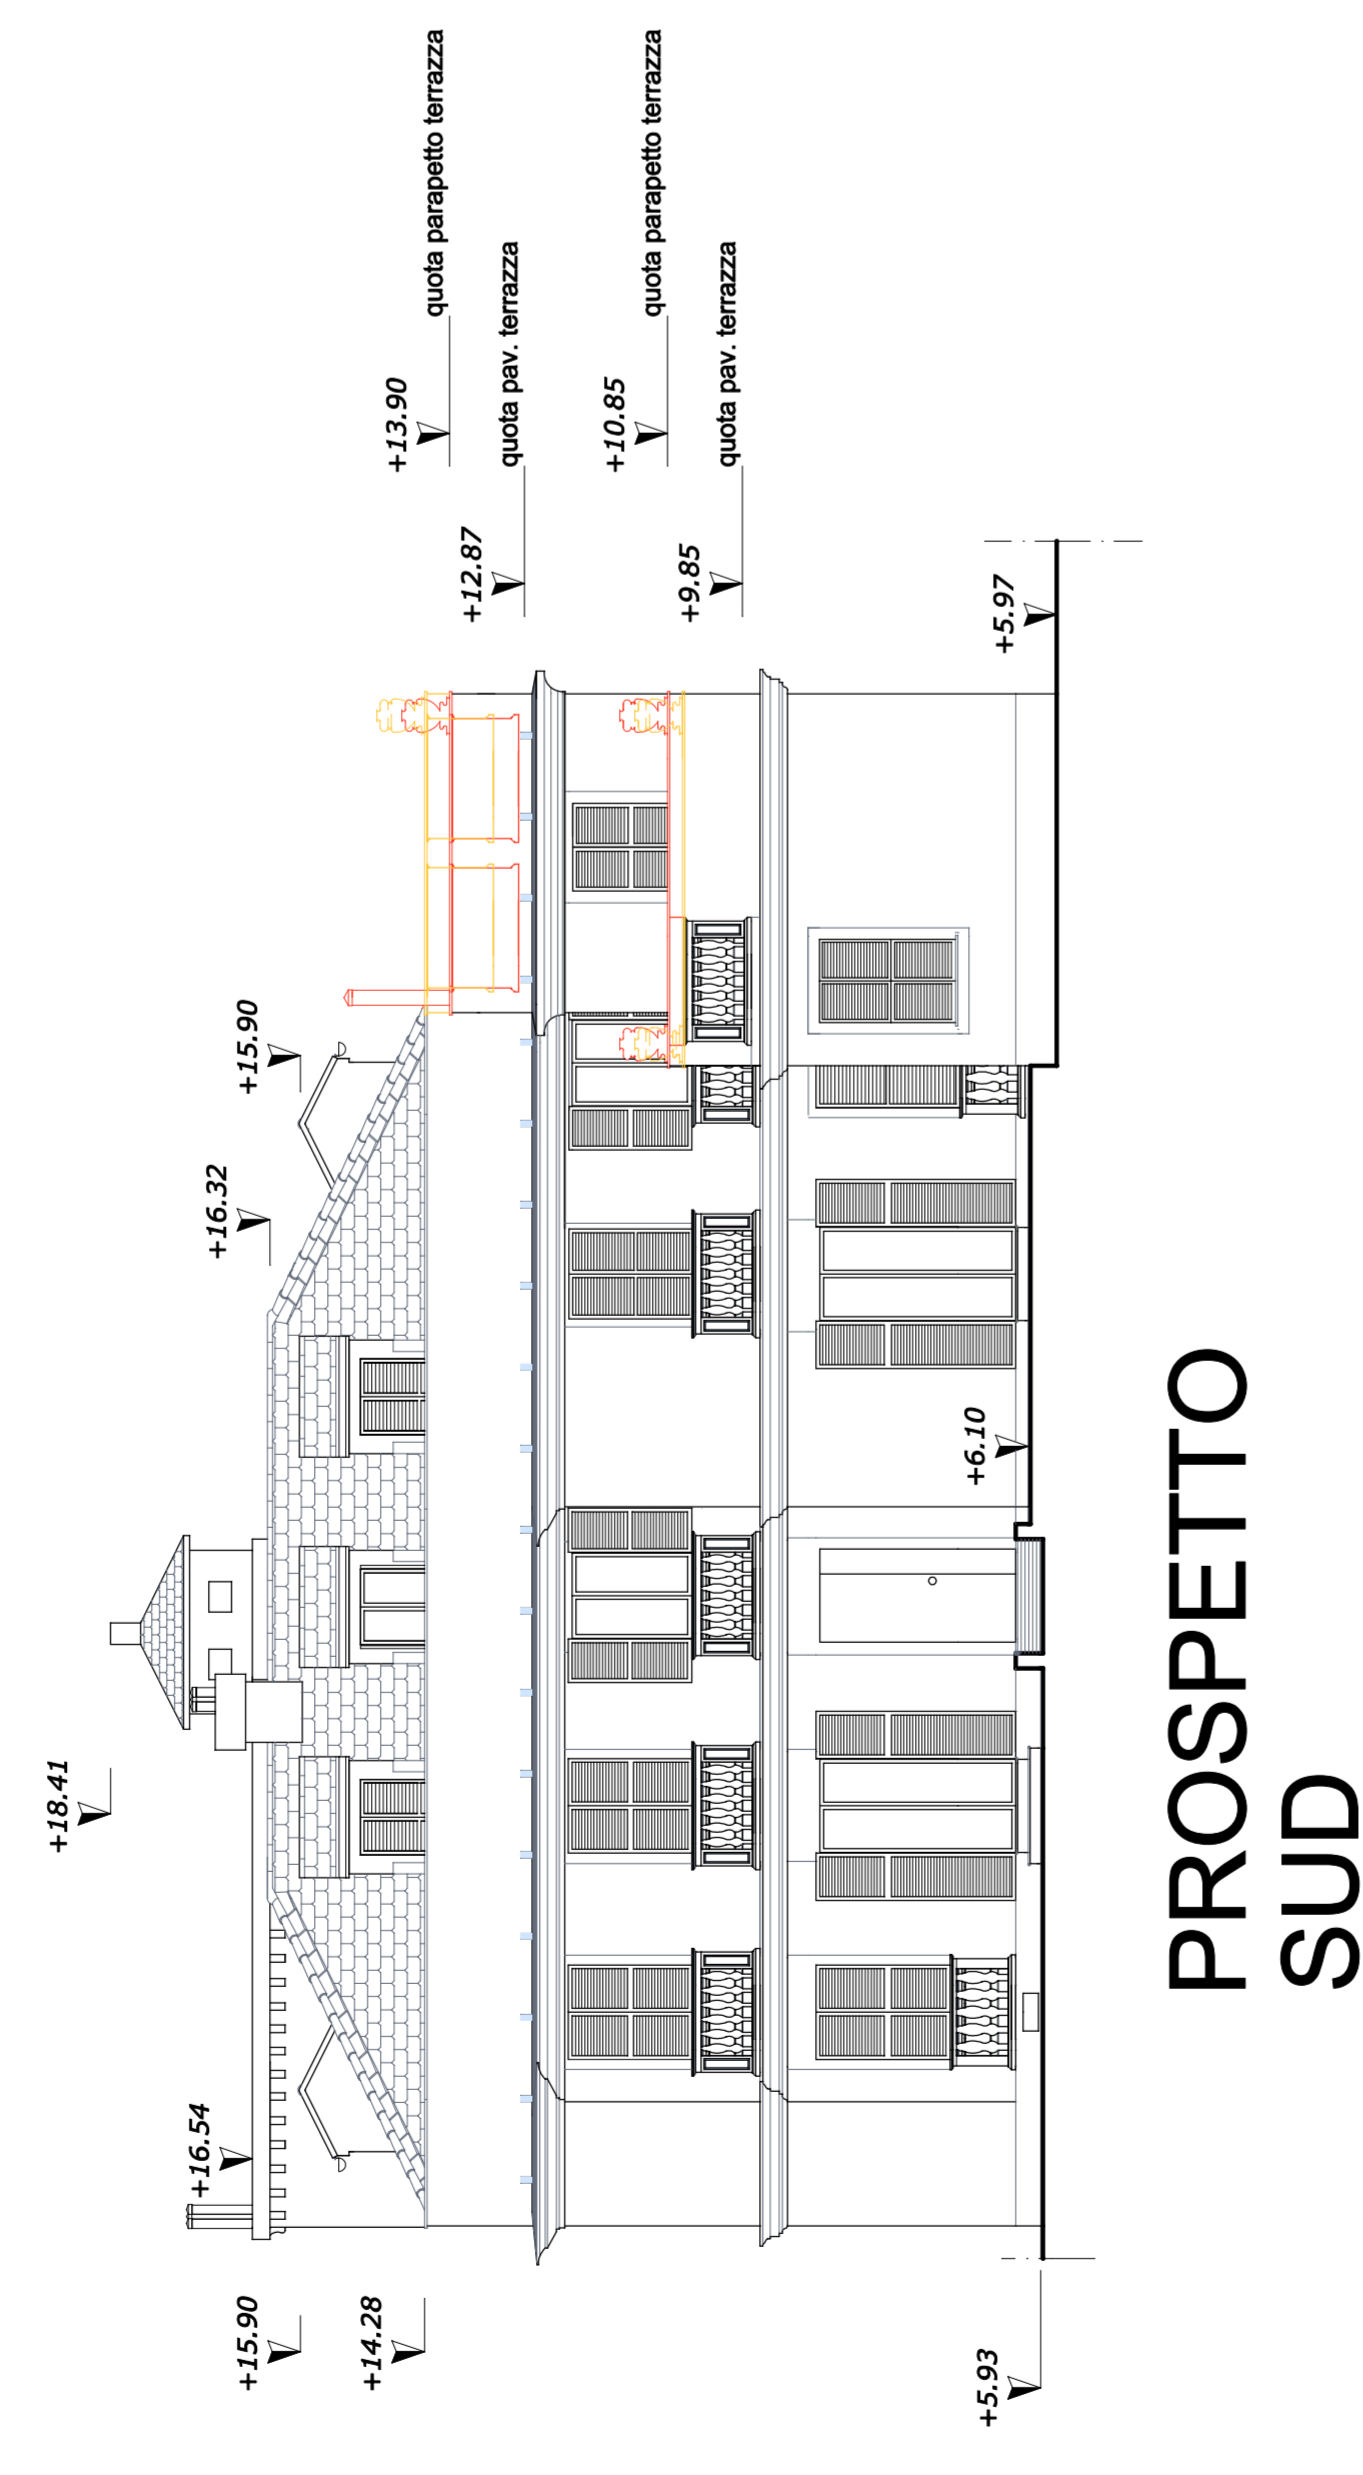 +18.41
+16.54
+16.32
+15.90
+15.90
+14.28
+13.90
quota parapetto terrazza
+12.87
quota pav. terrazza
+10.85
quota parapetto terrazza
+9.85
quota pav. terrazza
+6.10
+5.97
+5.93
PROSPETTO
SUD